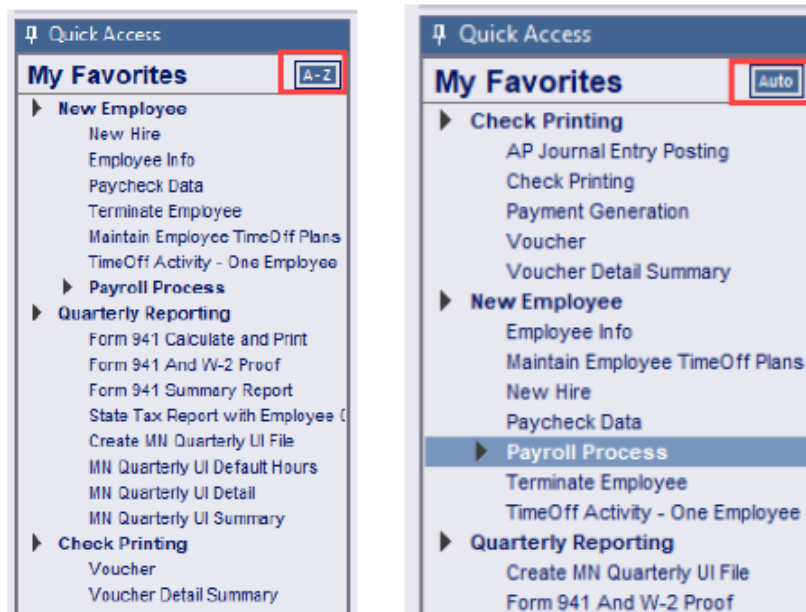 Quick Access
My Favorites
A-Z
New Employee
New Hire
Employee Info
Paycheck Data
Terminate Employee
Maintain Employee TimeOff Plans
TimeOff Activity - One Employee
Payroll Process
Quarterly Reporting
Form 941 Calculate and Print
Form 941 And W-2 Proof
Form 941 Summary Report
State Tax Report with Employee
Create MN Quarterly UI File
MN Quarterly UI Default Hours
MN Quarterly UI Detail
MN Quarterly UI Summary
Check Printing
Voucher
Voucher Detail Summary
Quick Access
My Favorites
Auto
Check Printing
AP Journal Entry Posting
Check Printing
Payment Generation
Voucher
Voucher Detail Summary
New Employee
Employee Info
Maintain Employee TimeOff Plans
New Hire
Paycheck Data
Payroll Process
Terminate Employee
TimeOff Activity - One Employee
Quarterly Reporting
Create MN Quarterly UI File
Form 941 And W-2 Proof